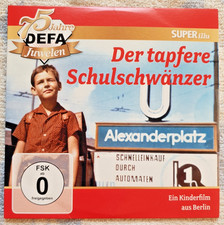 75 Jahre
DEFA
Juwelen
SUPER illu
Der tapfere
Schulschwänzer
U
Alexanderplatz
SCHNELLEINKAUF
DURCH
AUTOMATEN
1
FSK
0
freigegeben
Ein Kinderfilm
aus Berlin